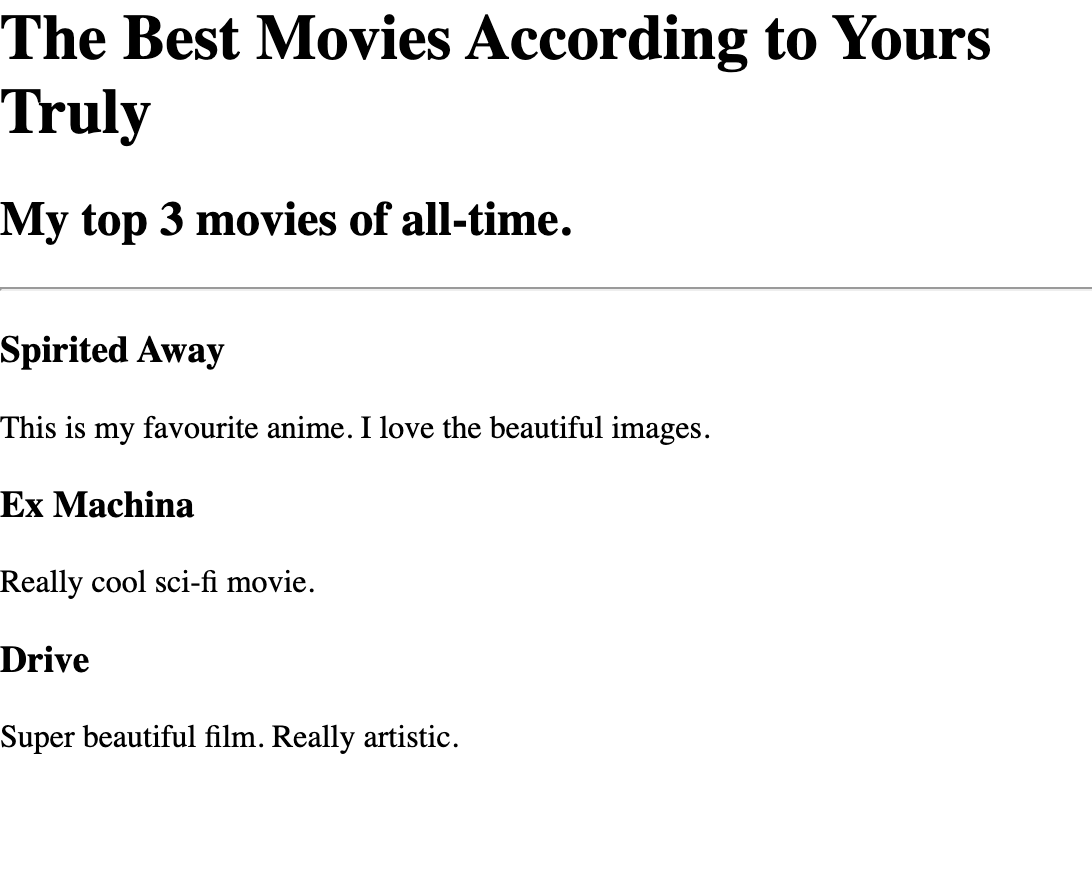 The Best Movies According to Yours
Truly
My top 3 movies of all-time.
Spirited Away
This is my favourite anime. I love the beautiful images.
Ex Machina
Really cool sci-fi movie.
Drive
Super beautiful film. Really artistic.